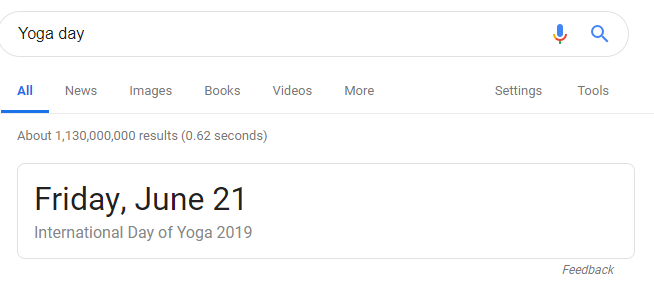 Yoga day
All News Images Books Videos More Settings Tools
About 1,130,000,000 results (0.62 seconds)
Friday, June 21
International Day of Yoga 2019
Feedback